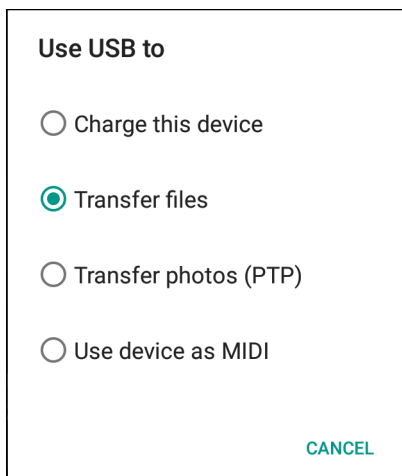 Use USB to
Charge this device
Transfer files
Transfer photos (PTP)
Use device as MIDI
CANCEL